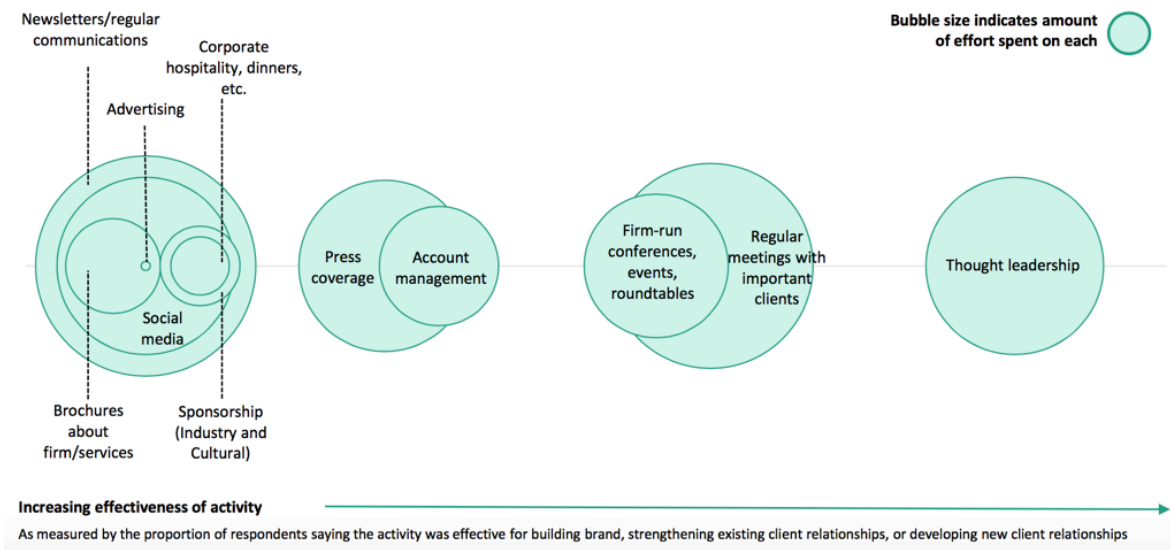 Newsletters/regular
communications
Corporate
hospitality, dinners,
etc.
Advertising
Bubble size indicates amount
of effort spent on each
Press
coverage
Account
management
Firm-run
conferences,
events,
roundtables
Regular
meetings with
important
clients
Thought leadership
Social
media
Brochures
about
firm/services
Sponsorship
(Industry and
Cultural)
Increasing effectiveness of activity
As measured by the proportion of respondents saying the activity was effective for building brand, strengthening existing client relationships, or developing new client relationships